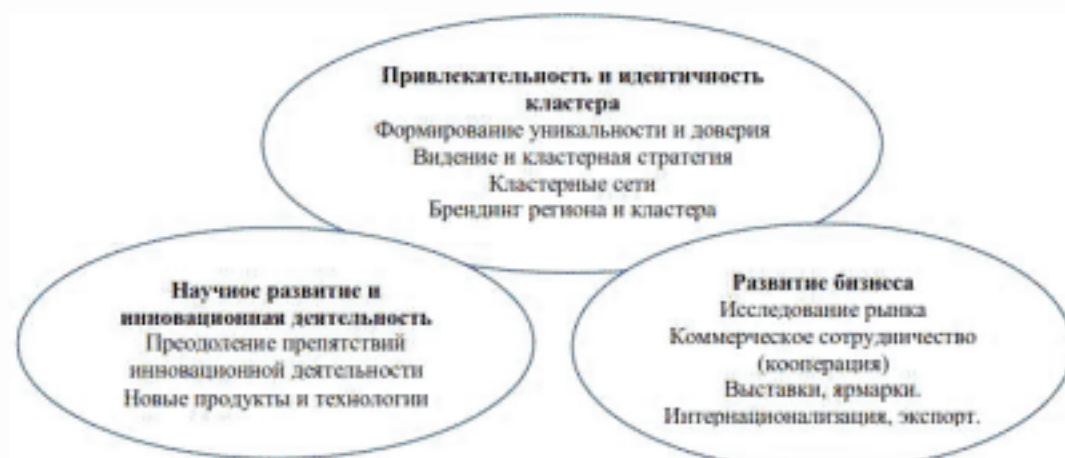 Привлекательность и идентичность
кластера
Формирование уникальности и доверия
Видение и кластерная стратегия
Кластерные сети
Брендинг региона и кластера
Научное развитие и
инновационная деятельность
Преодоление препятствий
инновационной деятельности
Новые продукты и технологии
Развитие бизнеса
Исследование рынка
Коммерческое сотрудничество
(кооперация)
Выставки, ярмарки.
Интернационализация, экспорт.